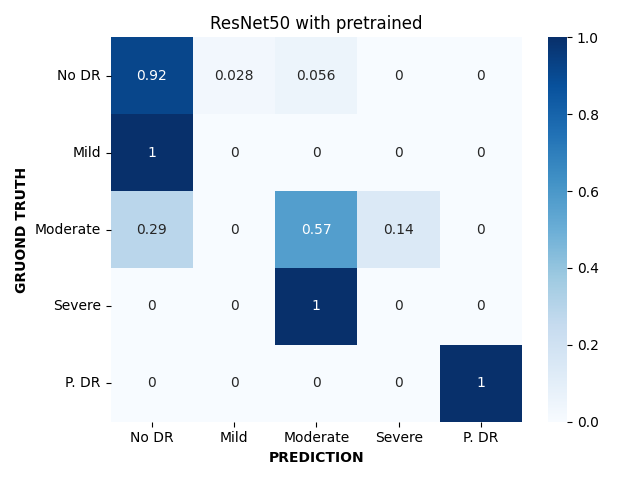 ResNet50 with pretrained
GRUOND TRUTH
No DR 0.92 0.028 0.056 0 0
Mild 1 0 0 0 0
Moderate 0.29 0 0.57 0.14 0
Severe 0 0 1 0 0
P. DR 0 0 0 0 1
No DR Mild Moderate Severe P. DR
PREDICTION
1.0
0.8
0.6
0.4
0.2
0.0